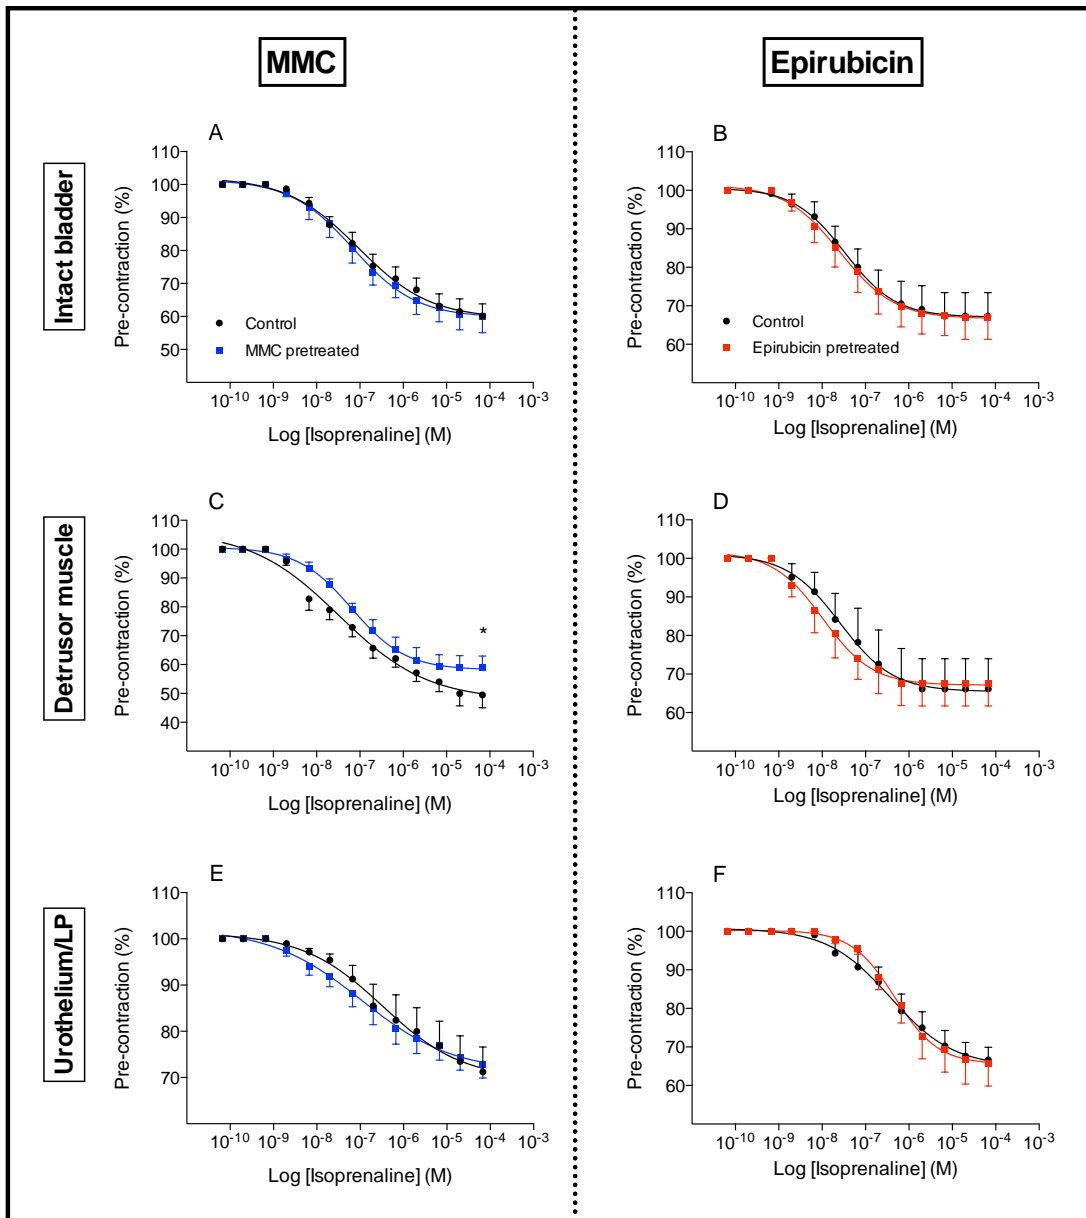 MMC
Epirubicin
Intact bladder
A
Pre-contraction (%)
110
100
90
80
70
60
50
Control
MMC pretreated
10-10 10-9 10-8 10-7 10-6 10-5 10-4 10-3
Log [Isoprenaline] (M)
B
Pre-contraction (%)
110
100
90
80
70
60
Control
Epirubicin pretreated
10-10 10-9 10-8 10-7 10-6 10-5 10-4 10-3
Log [Isoprenaline] (M)
Detrusor muscle
C
Pre-contraction (%)
110
100
90
80
70
60
50
40
*
10-10 10-9 10-8 10-7 10-6 10-5 10-4 10-3
Log [Isoprenaline] (M)
D
Pre-contraction (%)
110
100
90
80
70
60
10-10 10-9 10-8 10-7 10-6 10-5 10-4 10-3
Log [Isoprenaline] (M)
Urothelium/LP
E
Pre-contraction (%)
110
100
90
80
70
10-10 10-9 10-8 10-7 10-6 10-5 10-4 10-3
Log [Isoprenaline] (M)
F
Pre-contraction (%)
110
100
90
80
70
60
10-10 10-9 10-8 10-7 10-6 10-5 10-4 10-3
Log [Isoprenaline] (M)